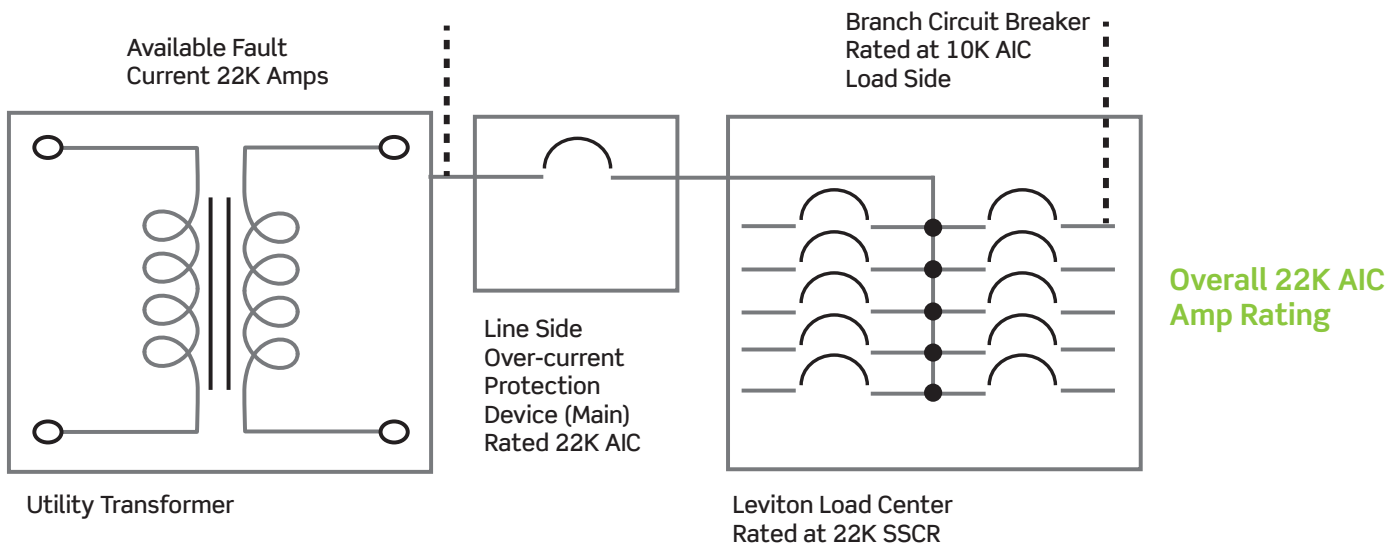 Available Fault
Current 22K Amps
Branch Circuit Breaker
Rated at 10K AIC
Load Side
Overall 22K AIC
Amp Rating
Line Side
Over-current
Protection
Device (Main)
Rated 22K AIC
Utility Transformer
Leviton Load Center
Rated at 22K SSCR